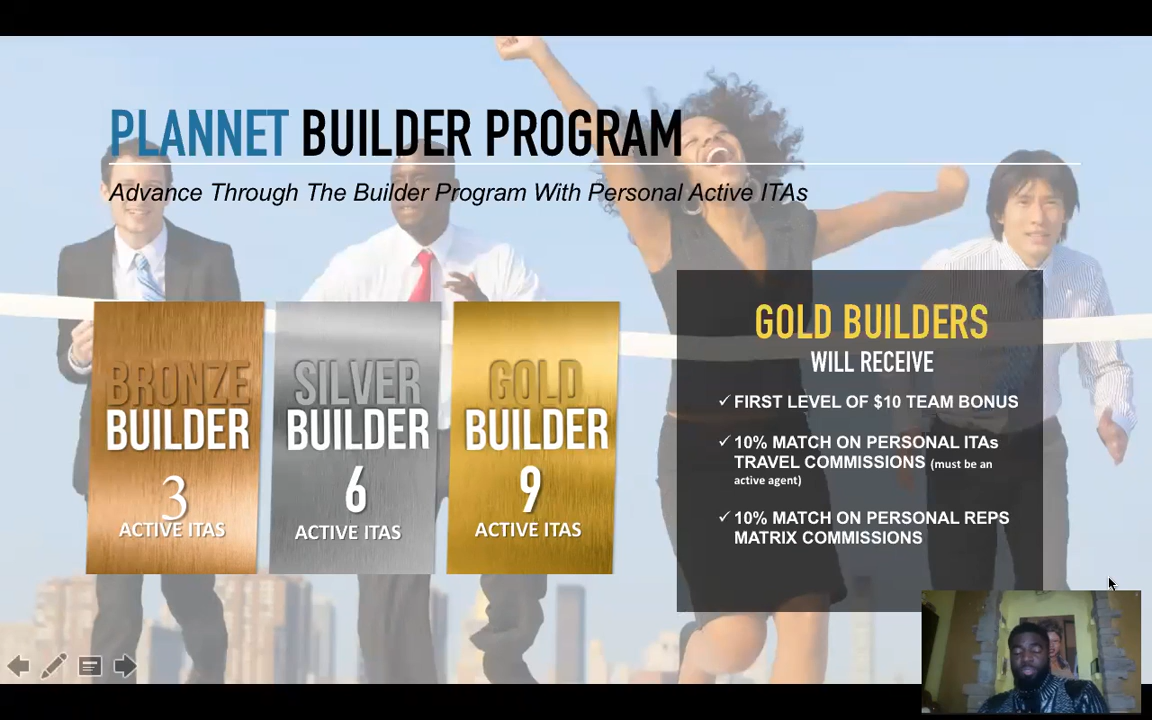 PLANNET BUILDER PROGRAM
Advance Through The Builder Program With Personal Active ITAs
BRONZE
BUILDER
3
ACTIVE ITAS
SILVER
BUILDER
6
ACTIVE ITAS
GOLD
BUILDER
9
ACTIVE ITAS
GOLD BUILDERS
WILL RECEIVE
✓ FIRST LEVEL OF $10 TEAM BONUS
✓ 10% MATCH ON PERSONAL ITAs
TRAVEL COMMISSIONS (must be an
active agent)
✓ 10% MATCH ON PERSONAL REPS
MATRIX COMMISSIONS